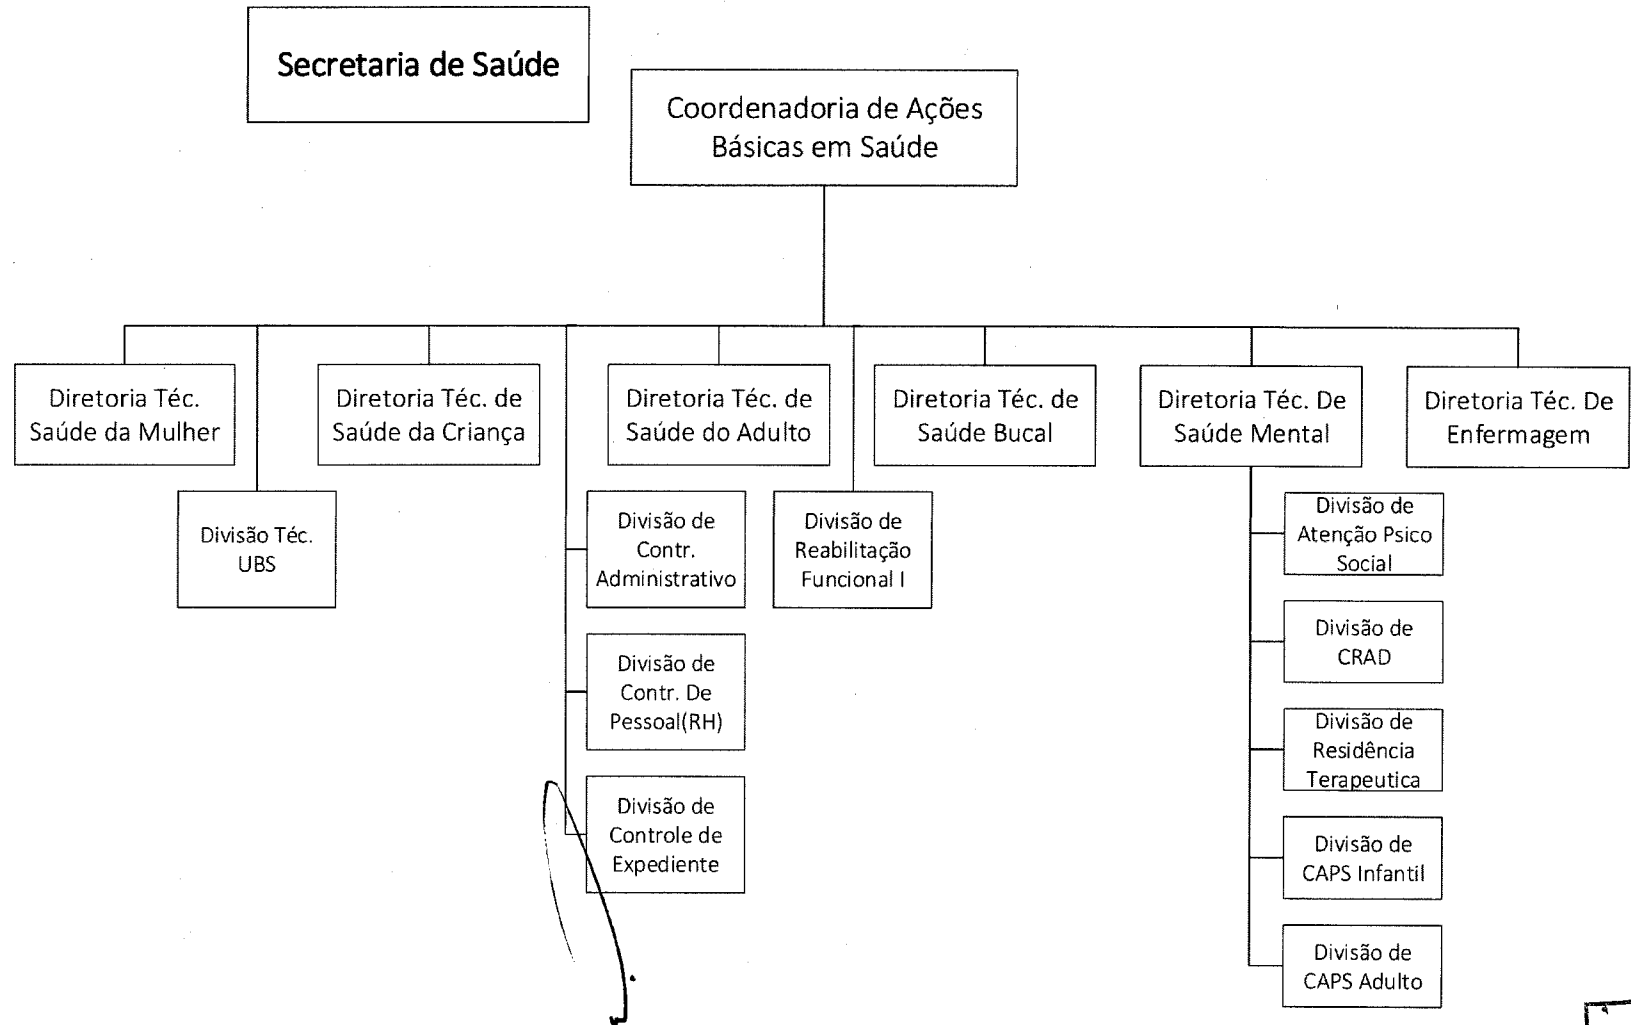 Secretaria de Saúde
Coordenadoria de Ações
Básicas em Saúde
Diretoria Téc.
Saúde da Mulher
Diretoria Téc. de
Saúde da Criança
Diretoria Téc. de
Saúde do Adulto
Diretoria Téc. de
Saúde Bucal
Diretoria Téc. De
Saúde Mental
Diretoria Téc. De
Enfermagem
Divisão Téc.
UBS
Divisão de
Contr.
Administrativo
Divisão de
Contr. De
Pessoal(RH)
Divisão de
Controle de
Expediente
Divisão de
Reabilitação
Funcional I
Divisão de
Atenção Psico
Social
Divisão de
CRAD
Divisão de
Residência
Terapeutica
Divisão de
CAPS Infantil
Divisão de
CAPS Adulto